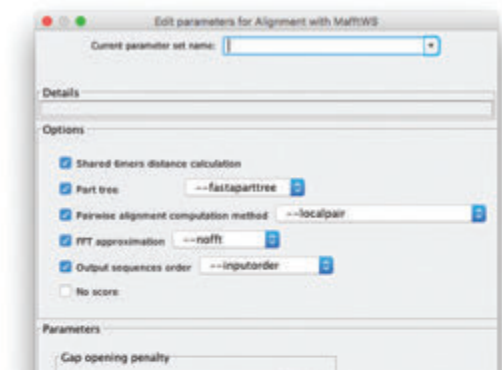 Edit parameters for Alignment with MafftWS
Current parameter set name:
Details
Options
Shared 6mers distance calculation
Part tree --fastaparttree
Pairwise alignment computation method --localpair
FFT approximation --nofft
Output sequences order --inputorder
No score
Parameters
Gap opening penalty